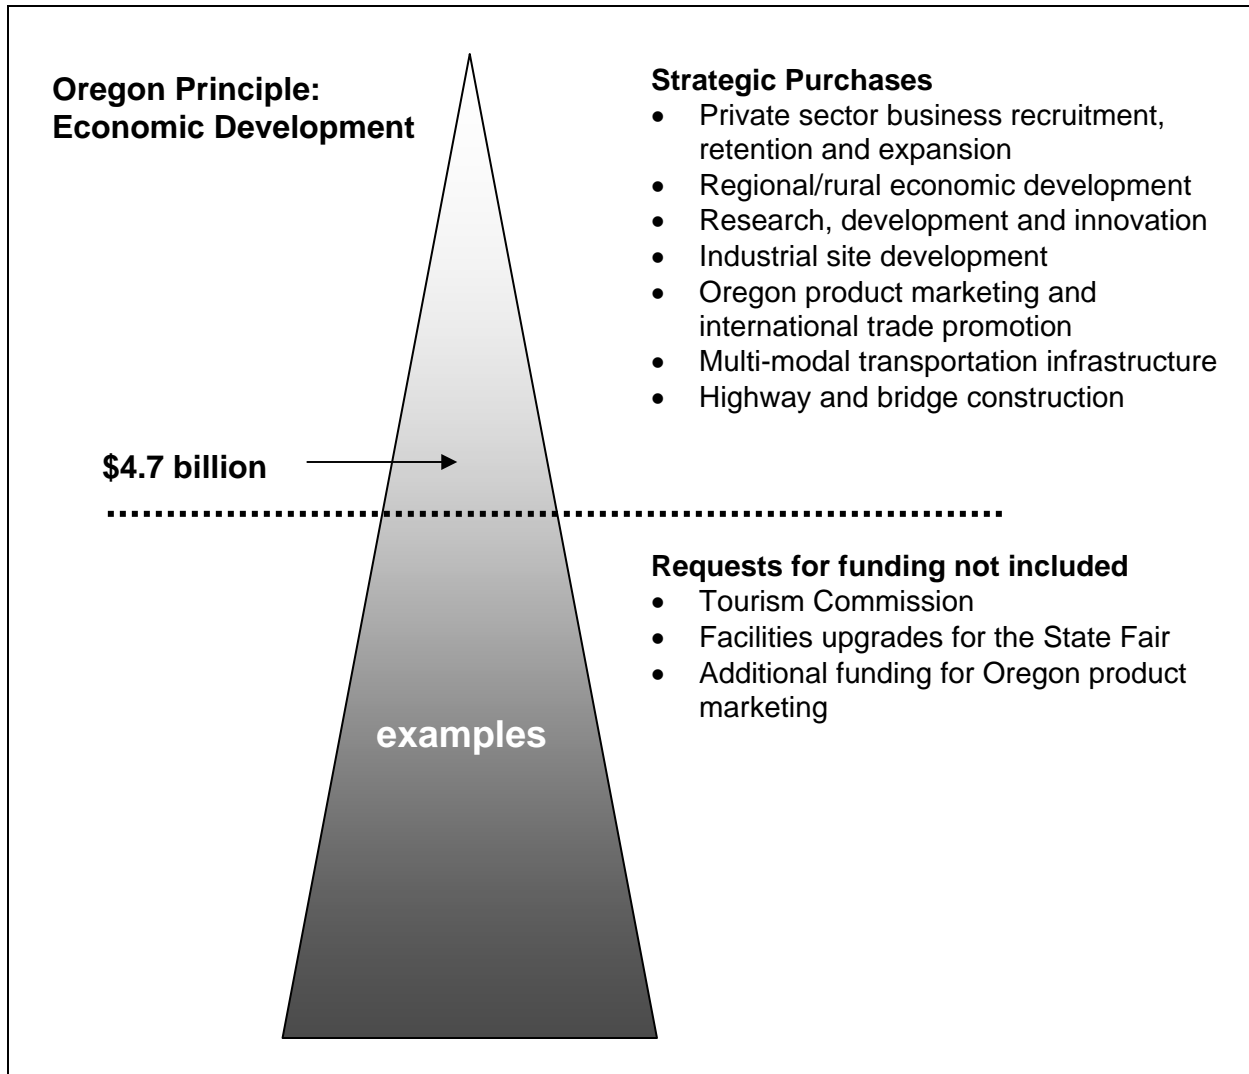 Oregon Principle:
Economic Development
Strategic Purchases
• Private sector business recruitment,
retention and expansion
• Regional/rural economic development
• Research, development and innovation
• Industrial site development
• Oregon product marketing and
international trade promotion
• Multi-modal transportation infrastructure
• Highway and bridge construction
$4.7 billion
Requests for funding not included
• Tourism Commission
• Facilities upgrades for the State Fair
• Additional funding for Oregon product
marketing
examples